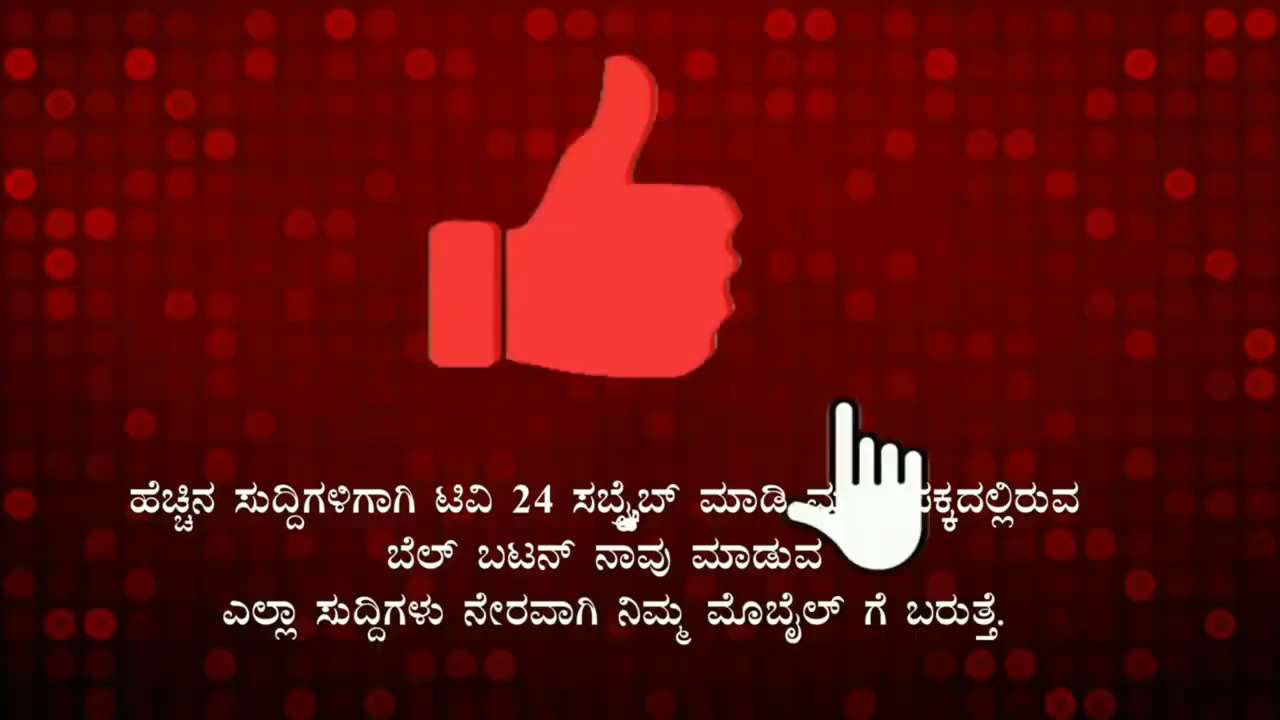 ಹೆಚ್ಚಿನ ಸುದ್ದಿಗಳಿಗಾಗಿ ಟಿವಿ 24 ಸಬ್ಸ್ಕ್ರೈಬ್ ಮಾಡಿ
ಬೆಲ್ ಬಟನ್ ನಾವು ಮಾಡುವ
ಎಲ್ಲಾ ಸುದ್ದಿಗಳು ನೇರವಾಗಿ ನಿಮ್ಮ ಮೊಬೈಲ್ ಗೆ ಬರುತ್ತೆ.